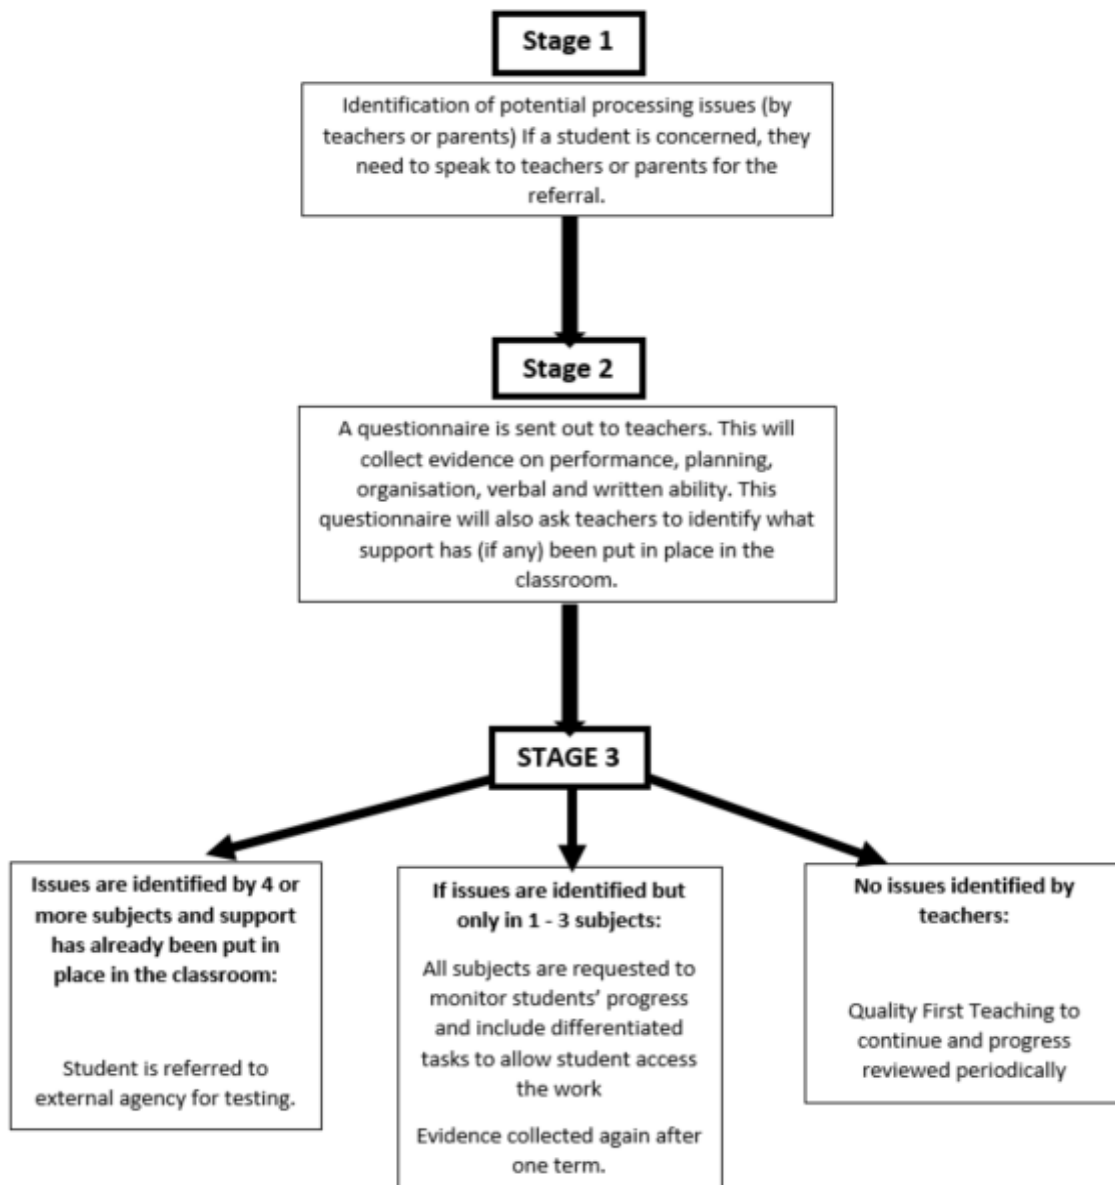 Stage 1
Identification of potential processing issues (by
teachers or parents) If a student is concerned, they
need to speak to teachers or parents for the
referral.
Stage 2
A questionnaire is sent out to teachers. This will
collect evidence on performance, planning,
organisation, verbal and written ability. This
questionnaire will also ask teachers to identify what
support has (if any) been put in place in the
classroom.
STAGE 3
Issues are identified by 4 or
more subjects and support
has already been put in
place in the classroom:
Student is referred to
external agency for testing.
If issues are identified but
only in 1 - 3 subjects:
All subjects are requested to
monitor students’ progress
and include differentiated
tasks to allow student access
the work
Evidence collected again after
one term.
No issues identified by
teachers:
Quality First Teaching to
continue and progress
reviewed periodically